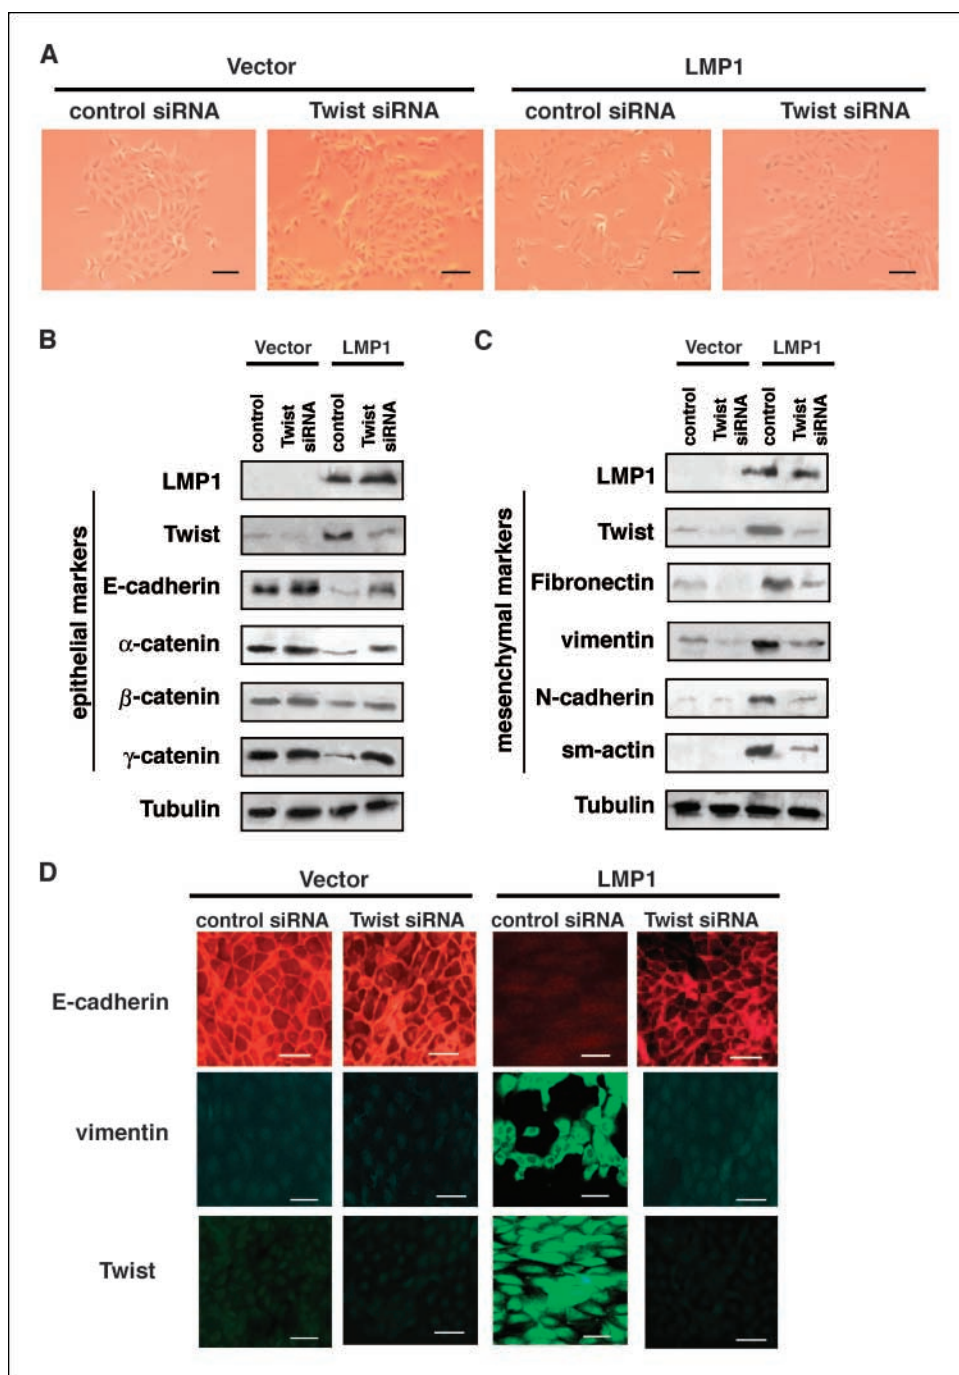 A
Vector
LMP1
control siRNA
Twist siRNA
control siRNA
Twist siRNA
B
Vector
LMP1
control
Twist
siRNA
control
Twist
siRNA
LMP1
Twist
E-cadherin
α-catenin
β-catenin
γ-catenin
Tubulin
epithelial markers
C
Vector
LMP1
control
Twist
siRNA
control
Twist
siRNA
LMP1
Twist
Fibronectin
vimentin
N-cadherin
sm-actin
Tubulin
mesenchymal markers
D
Vector
LMP1
control siRNA
Twist siRNA
control siRNA
Twist siRNA
E-cadherin
vimentin
Twist